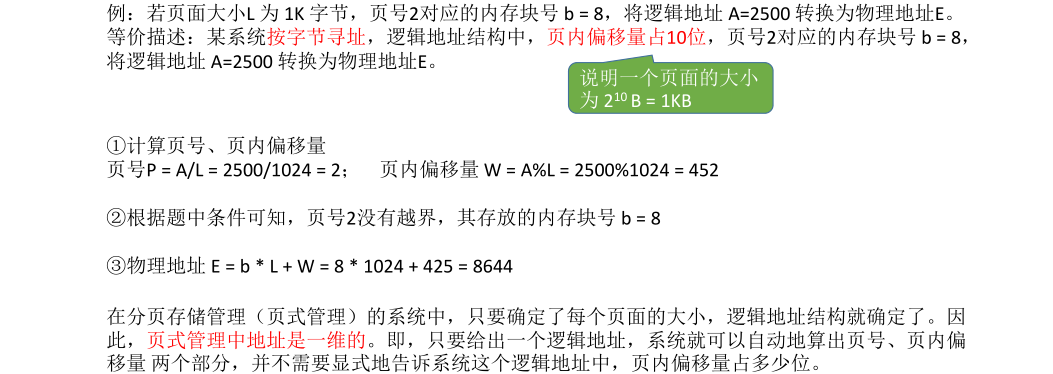 例：若页面大小L 为 1K 字节，页号2对应的内存块号 b = 8，将逻辑地址 A=2500 转换为物理地址E。
等价描述：某系统按字节寻址，逻辑地址结构中，页内偏移量占10位，页号2对应的内存块号 b = 8，
将逻辑地址 A=2500 转换为物理地址E。
说明一个页面的大小
为 2¹⁰ B = 1KB
①计算页号、页内偏移量
页号P = A/L = 2500/1024 = 2； 页内偏移量 W = A%L = 2500%1024 = 452
②根据题中条件可知，页号2没有越界，其存放的内存块号 b = 8
③物理地址 E = b * L + W = 8 * 1024 + 425 = 8644
在分页存储管理（页式管理）的系统中，只要确定了每个页面的大小，逻辑地址结构就确定了。因
此，页式管理中地址是一维的。即，只要给出一个逻辑地址，系统就可以自动地算出页号、页内偏
移量 两个部分，并不需要显式地告诉系统这个逻辑地址中，页内偏移量占多少位。